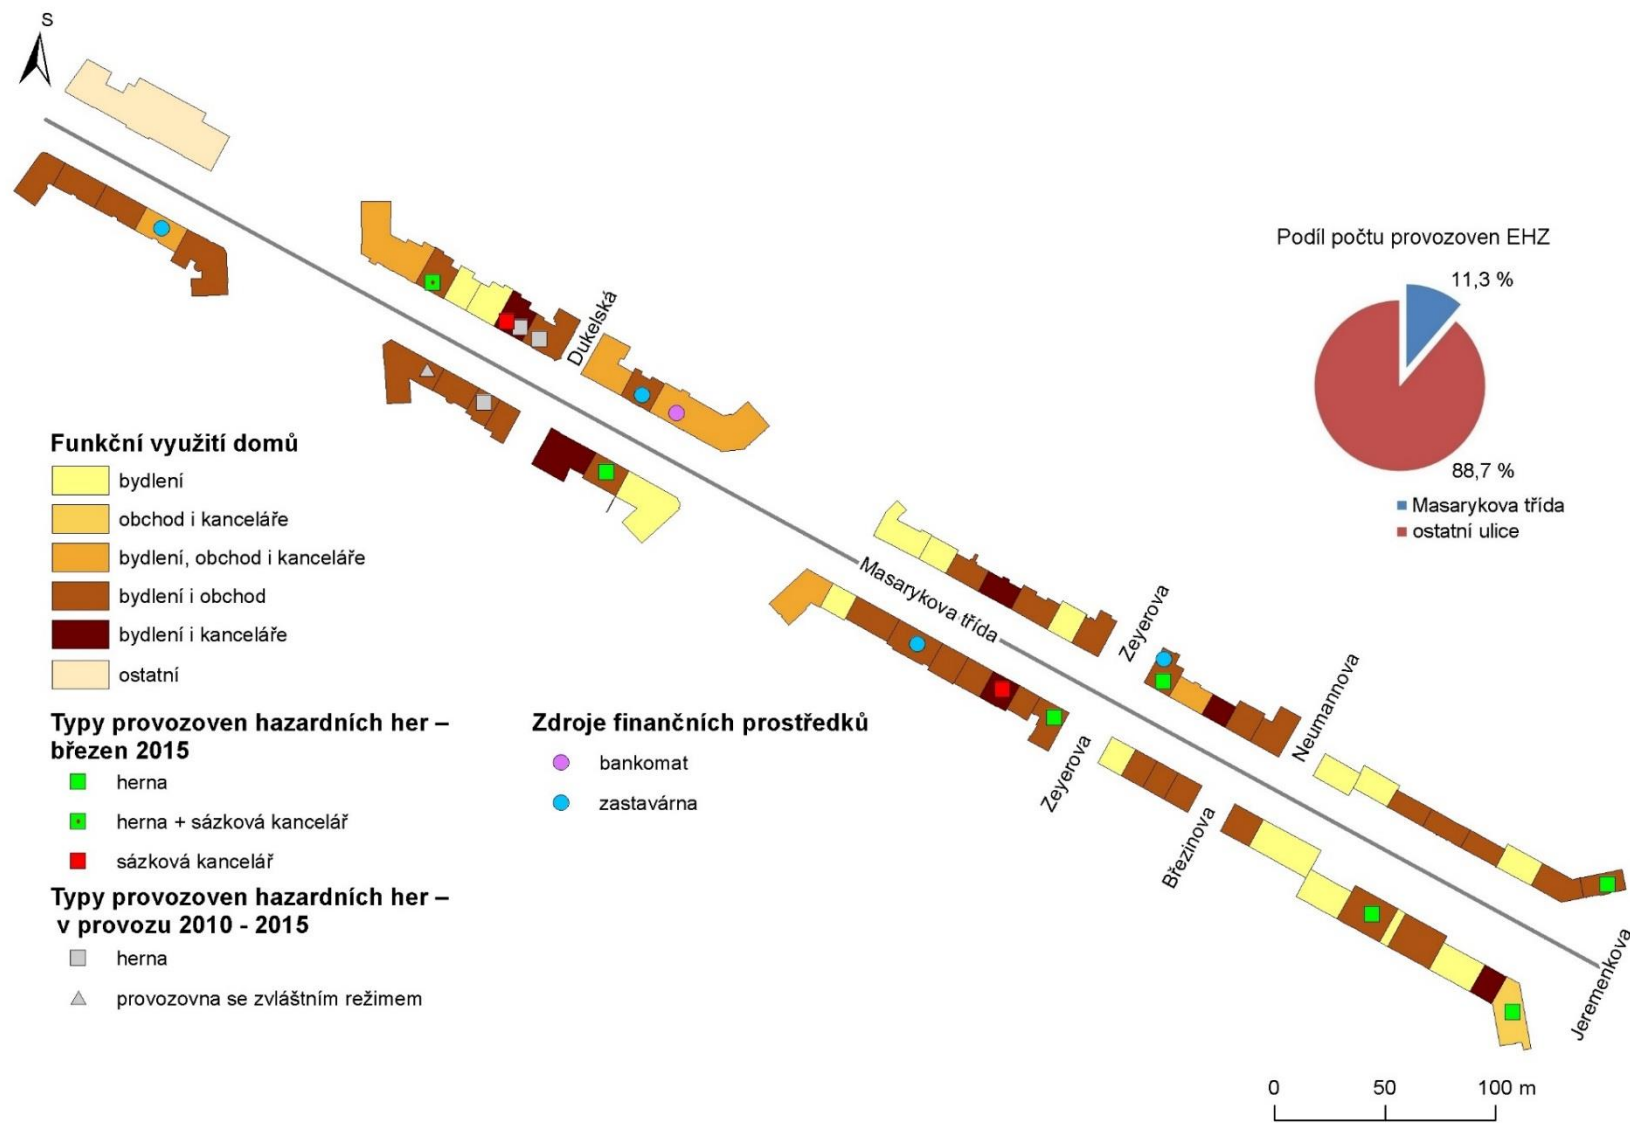 S
Dukelská
Podíl počtu provozoven EHZ
11,3 %
88,7 %
Masarykova třída
ostatní ulice
Funkční využití domů
bydlení
obchod i kanceláře
bydlení, obchod i kanceláře
bydlení i obchod
bydlení i kanceláře
ostatní
Typy provozoven hazardních her –
březen 2015
herna
herna + sázková kancelář
sázková kancelář
Typy provozoven hazardních her –
v provozu 2010 - 2015
herna
provozovna se zvláštním režimem
Zdroje finančních prostředků
bankomat
zastavárna
Masarykova třída
Zeyerova
Neumannova
Zeyerova
Březinova
Jeremenkova
0 50 100 m